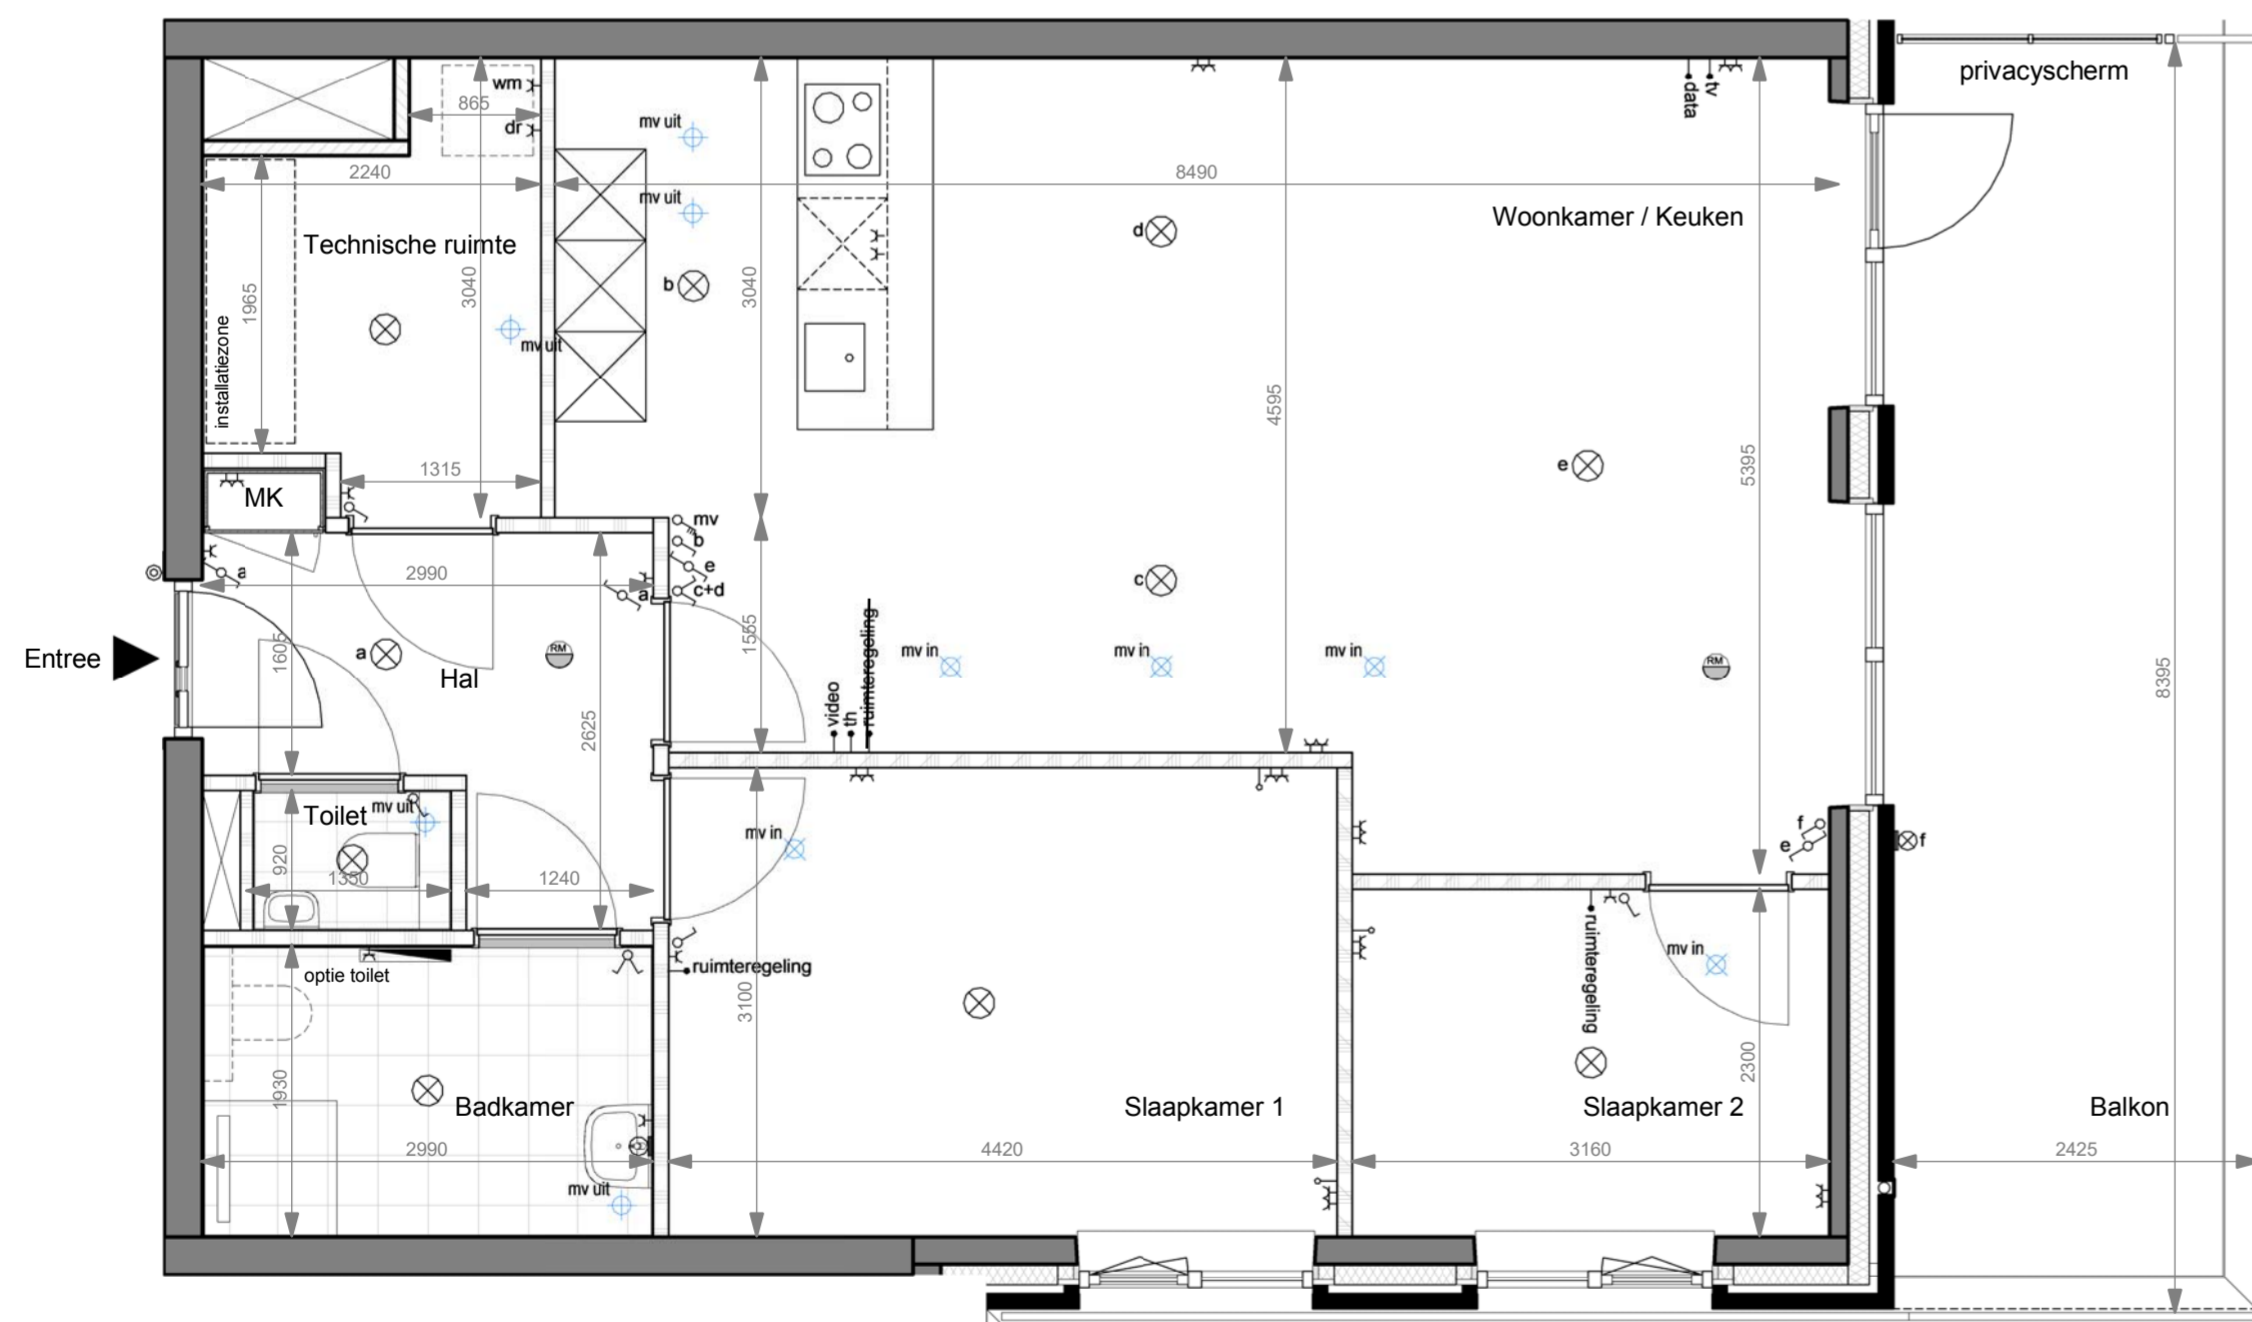 privacyscherm
wm
865
dr
mv uit
data
tv
2240
8490
mv uit
Woonkamer / Keuken
d
Technische ruimte
3040
b
3040
1965
installatiezone
mv uit
4595
5395
e
1315
MK
mv
b
e
c+d
a
2990
a
c
1605
1555
ruimteregeling
Entree
a
RM
Hal
mv in
mv in
mv in
RM
8395
video
th
2625
Toilet
mv uit
mv in
f
e
f
920
1350
1240
ruimteregeling
mv in
optie toilet
ruimteregeling
3100
1930
2300
Badkamer
Slaapkamer 1
Slaapkamer 2
Balkon
2990
4420
3160
2425
mv uit